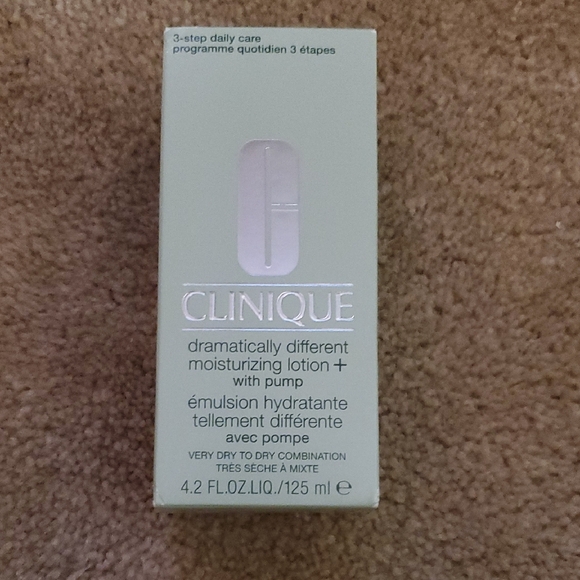 3-step daily care
programme quotidien 3 étapes
CLINIQUE
dramatically different
moisturizing lotion +
with pump
émulsion hydratante
tellement différente
avec pompe
VERY DRY TO DRY COMBINATION
TRÈS SÈCHE À MIXTE
4.2 FL.OZ.LIQ./125 ml ℮